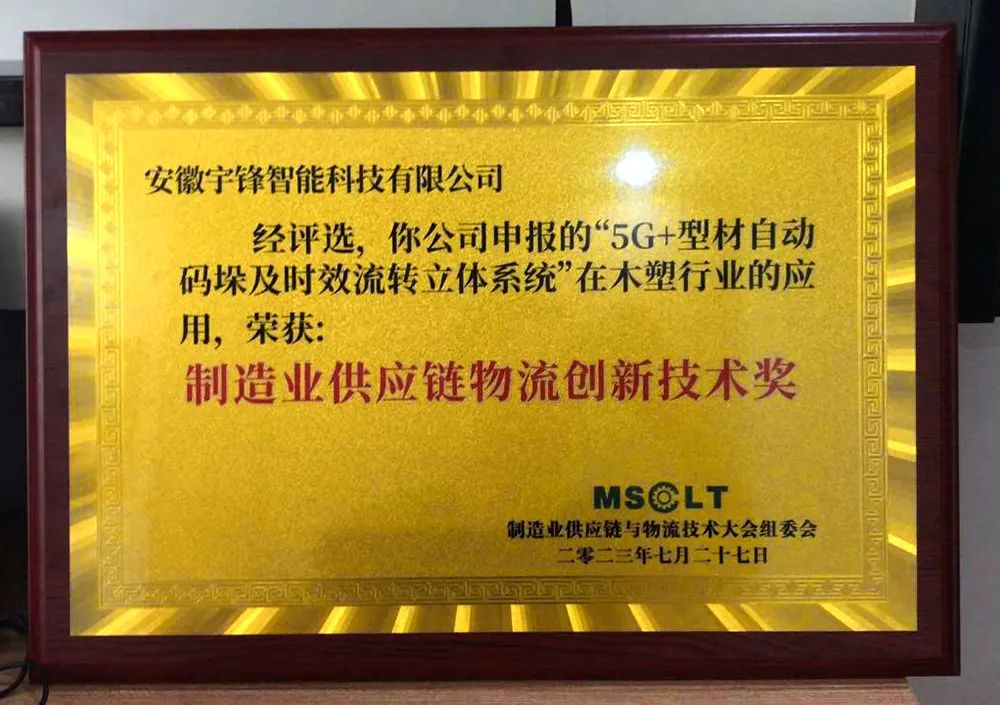 安徽宇锋智能科技有限公司
经评选，你公司申报的“5G+型材自动
码垛及时效流转立体系统”在木塑行业的应
用，荣获:
制造业供应链物流创新技术奖
MSCLT
制造业供应链与物流技术大会组委会
二零二三年七月二十七日